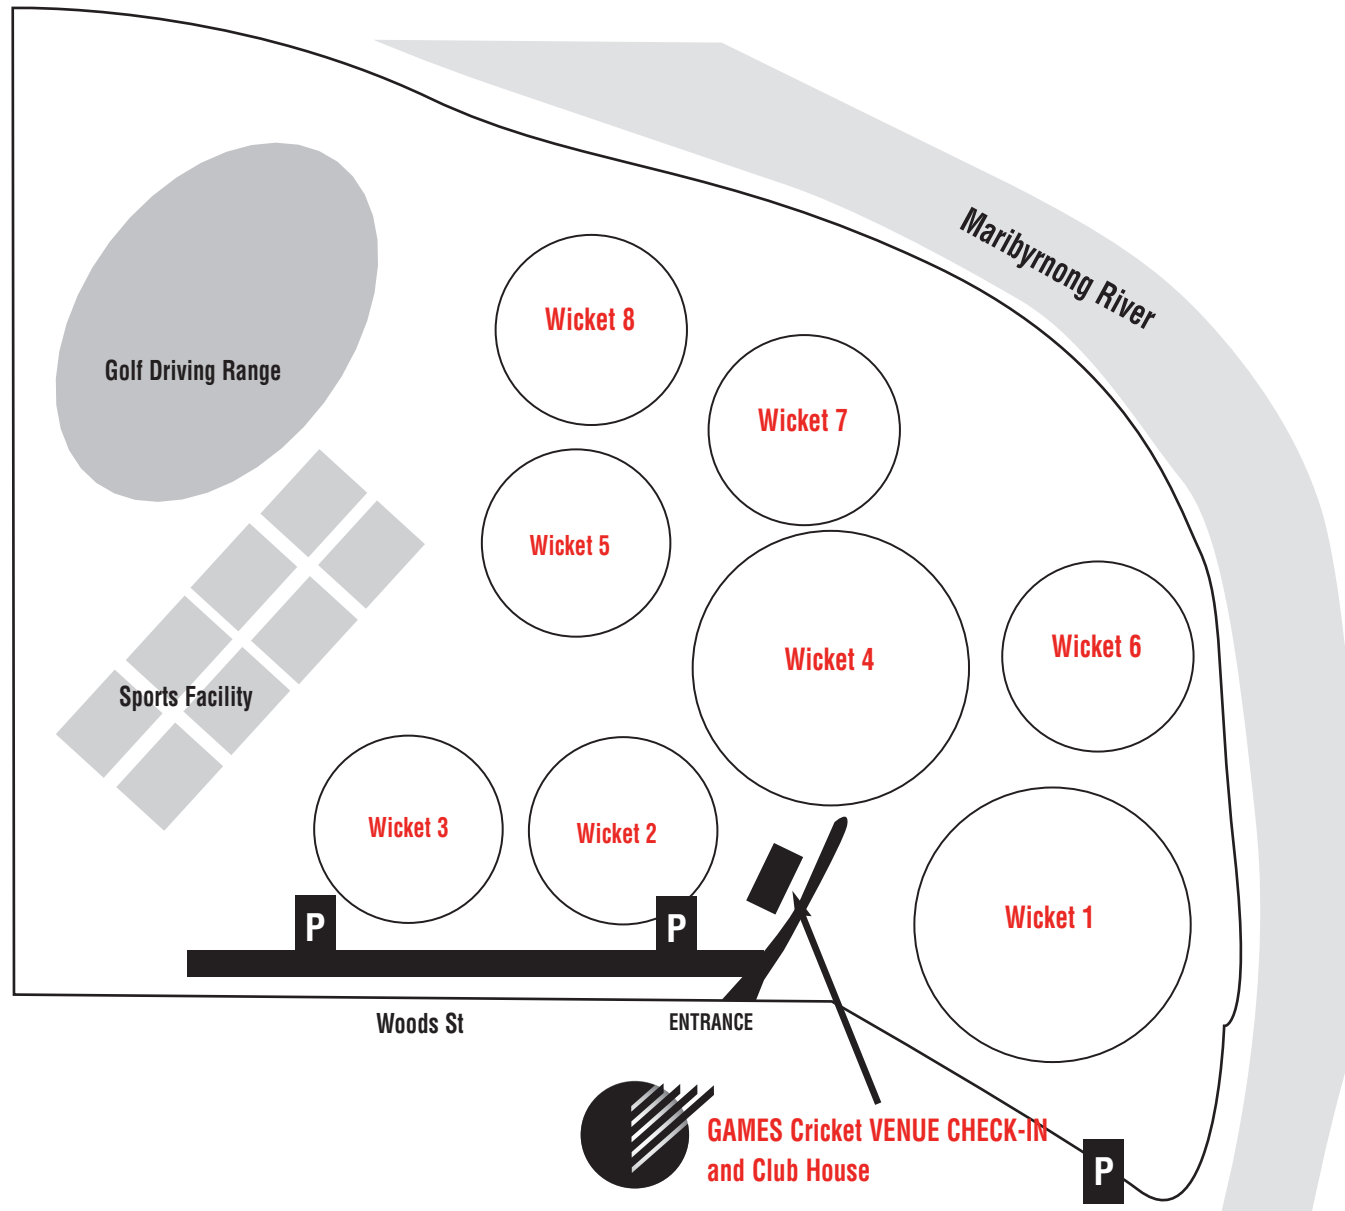 Maribyrnong River
Wicket 8
Golf Driving Range
Wicket 7
Wicket 5
Wicket 6
Wicket 4
Sports Facility
Wicket 3
Wicket 2
Wicket 1
P
P
Woods St
ENTRANCE
GAMES Cricket VENUE CHECK-IN
and Club House
P